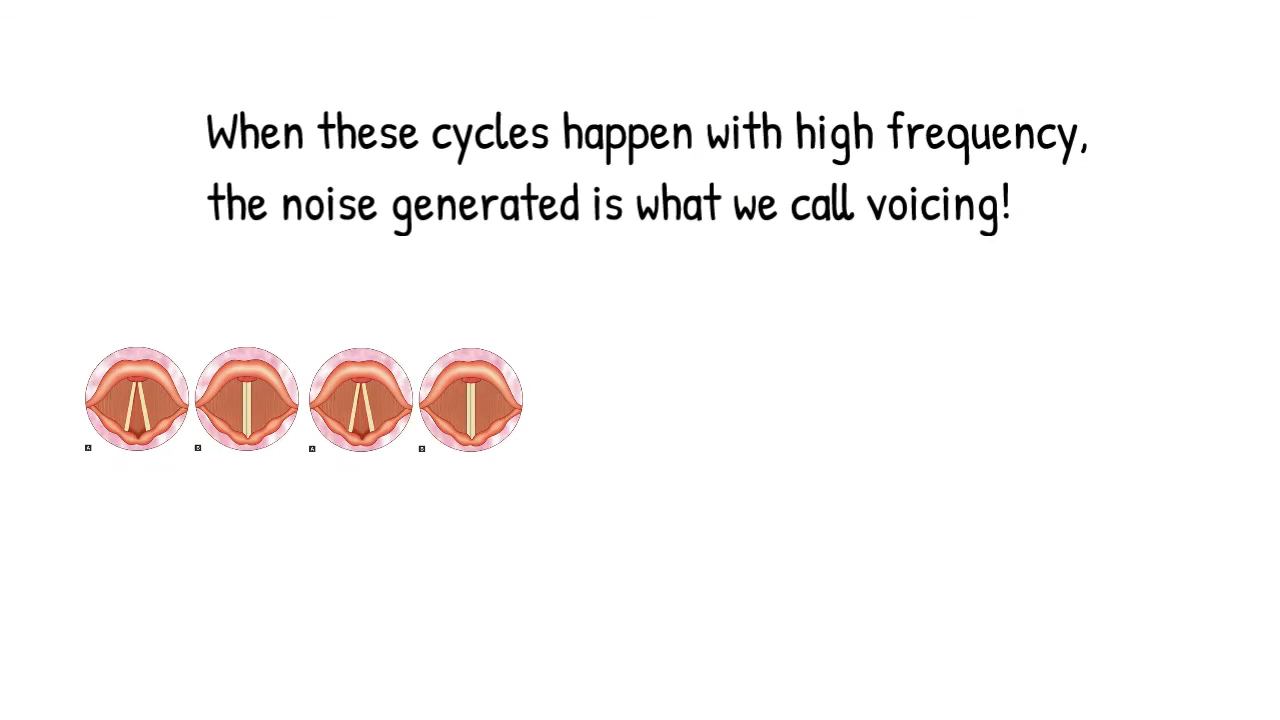 When these cycles happen with high frequency,
the noise generated is what we call voicing!
A B A B